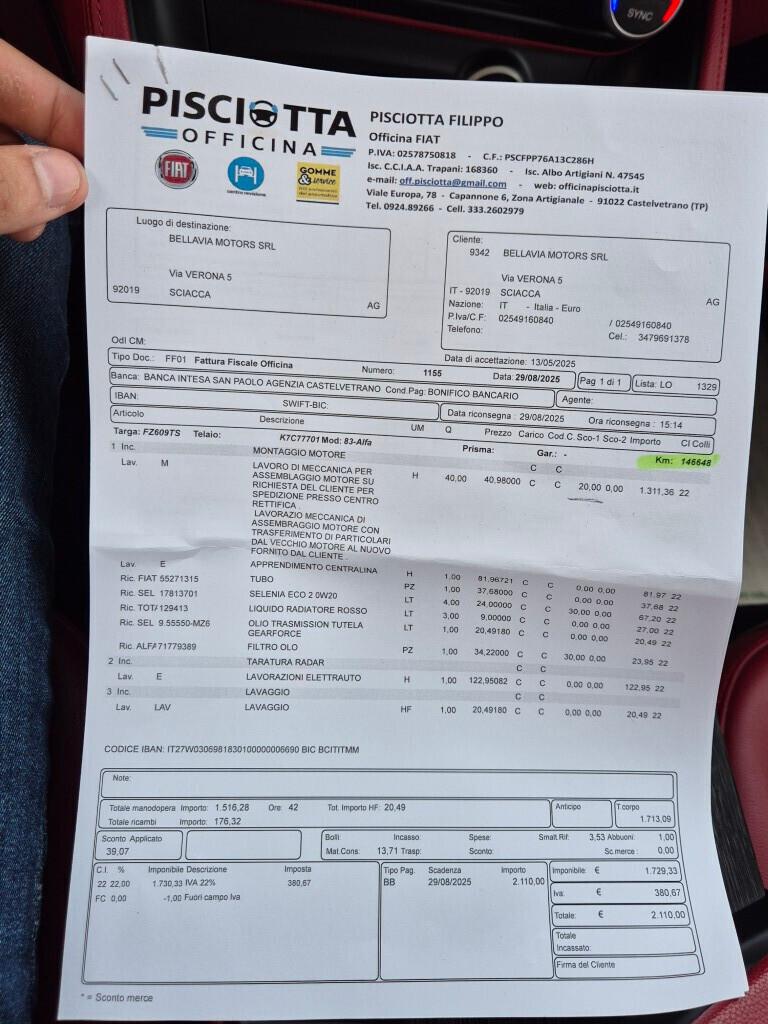 SYNC
PISCIOTTA
OFFICINA
FIAT
centro revisione
GOMME
& service
PISCIOTTA FILIPPO
Officina FIAT
P.IVA: 02578750818 - C.F.: PSCFPP76A13C286H
Isc. C.C.I.A.A. Trapani: 168360 - Isc. Albo Artigiani N. 47545
e-mail: off.pisciotta@gmail.com - web: officinapisciotta.it
Viale Europa, 78 - Capannone 6, Zona Artigianale - 91022 Castelvetrano (TP)
Tel. 0924.89266 - Cell. 333.2602979
Luogo di destinazione:
BELLAVIA MOTORS SRL
Via VERONA 5
92019 SCIACCA AG
Cliente:
9342 BELLAVIA MOTORS SRL
Via VERONA 5
IT - 92019 SCIACCA AG
Nazione: IT - Italia - Euro
P.Iva/C.F: 02549160840 / 02549160840
Telefono: Cel.: 3479691378
Odl CM: Data di accettazione: 13/05/2025
Tipo Doc.: FF01 Fattura Fiscale Officina Numero: 1155 Data: 29/08/2025 Pag 1 di 1 Lista: LO 1329
Banca: BANCA INTESA SAN PAOLO AGENZIA CASTELVETRANO Cond.Pag: BONIFICO BANCARIO Agente:
IBAN: SWIFT-BIC: Data riconsegna : 29/08/2025 Ora riconsegna : 15:14
Articolo Descrizione UM Q Prezzo Carico Cod C. Sco-1 Sco-2 Importo CI Colli
Targa: FZ609TS Telaio: K7C77701 Mod: 83-Alfa Prisma: Gar.: - Km: 146648
1 Inc. MONTAGGIO MOTORE C C
Lav. M LAVORO DI MECCANICA PER H 40,00 40,98000 C C 20,00 0,00 1.311,36 22
ASSEMBLAGGIO MOTORE SU
RICHIESTA DEL CLIENTE PER
SPEDIZIONE PRESSO CENTRO
RETTIFICA .
LAVORAZIO MECCANICA DI
ASSEMBRAGGIO MOTORE CON
TRASFERIMENTO DI PARTICOLARI
DAL VECCHIO MOTORE AL NUOVO
FORNITO DAL CLIENTE .
Lav. E APPRENDIMENTO CENTRALINA H 1,00 81,96721 C C 0,00 0,00 81,97 22
Ric. FIAT 55271315 TUBO PZ 1,00 37,68000 C C 0,00 0,00 37,68 22
Ric. SEL 17813701 SELENIA ECO 2 0W20 LT 4,00 24,00000 C C 30,00 0,00 67,20 22
Ric. TOTA 129413 LIQUIDO RADIATORE ROSSO LT 3,00 9,00000 C C 0,00 0,00 27,00 22
Ric. SEL 9.55550-MZ6 OLIO TRASMISSION TUTELA LT 1,00 20,49180 C C 0,00 0,00 20,49 22
GEARFORCE
Ric. ALFA 71779389 FILTRO OLO PZ 1,00 34,22000 C C 30,00 0,00 23,95 22
2 Inc. TARATURA RADAR C C
Lav. E LAVORAZIONI ELETTRAUTO H 1,00 122,95082 C C 0,00 0,00 122,95 22
3 Inc. LAVAGGIO C C
Lav. LAV LAVAGGIO HF 1,00 20,49180 C C 0,00 0,00 20,49 22
CODICE IBAN: IT27W0306981830100000006690 BIC BCITITMM
Note:
Totale manodopera Importo: 1.516,28 Ore: 42 Tot. Importo HF: 20,49 Anticipo T.corpo
Totale ricambi Importo: 176,32 1.713,09
Sconto Applicato Bolli: Incasso: Spese: Smalt.Rif: 3,53 Abbuoni: 1,00
39,07 Mat.Cons: 13,71 Trasp: Sconto: Sc.merce : 0,00
C.I. % Imponibile Descrizione Imposta Tipo Pag. Scadenza Importo Imponibile: € 1.729,33
22 22,00 1.730,33 IVA 22% 380,67 BB 29/08/2025 2.110,00
FC 0,00 -1,00 Fuori campo Iva Iva: € 380,67
Totale: € 2.110,00
Totale
Incassato:
Firma del Cliente
* = Sconto merce